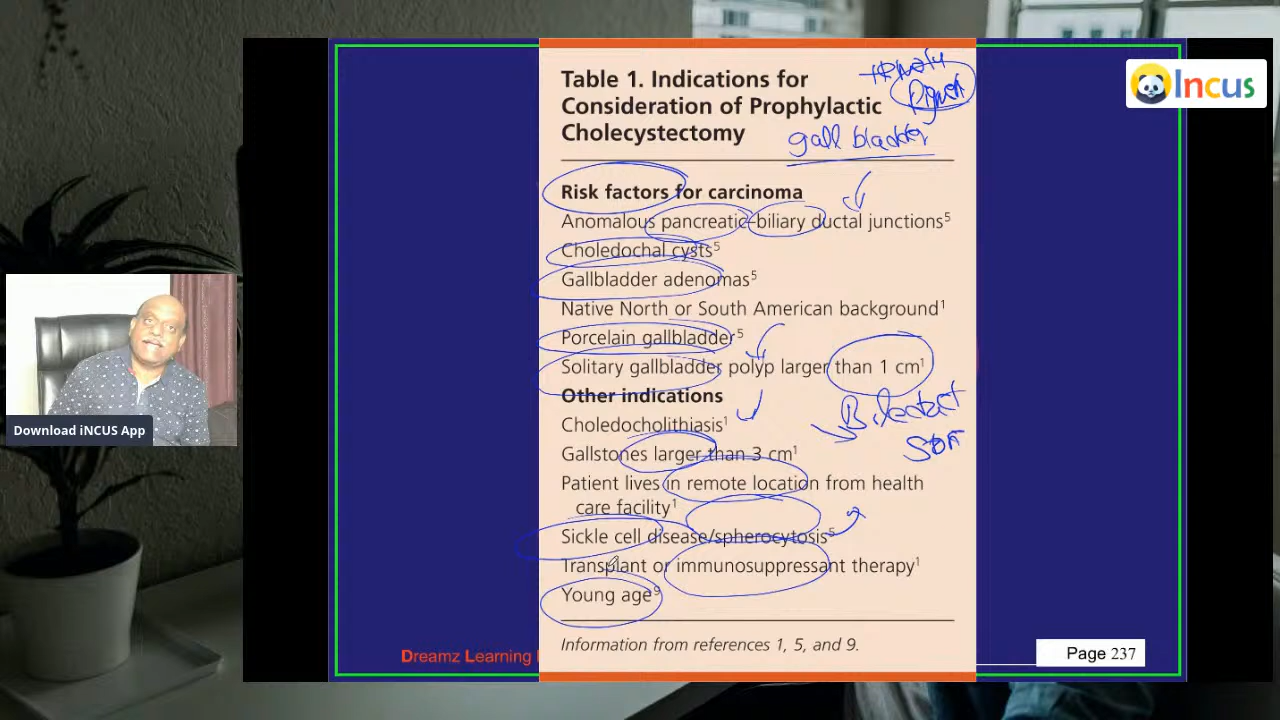 Table 1. Indications for
Consideration of Prophylactic
Cholecystectomy
gall bladder
Incus
Risk factors for carcinoma
Anomalous pancreatic–biliary ductal junctions5
Choledochal cysts5
Gallbladder adenomas5
Native North or South American background1
Porcelain gallbladder5
Solitary gallbladder polyp larger than 1 cm1
Other indications
Choledocholithiasis1
Gallstones larger than 3 cm1
Patient lives in remote location from health
care facility1
Sickle cell disease/spherocytosis5
Transplant or immunosuppressant therapy1
Young age9
Information from references 1, 5, and 9.
Download iNCUS App
Dreamz Learning
Page 237